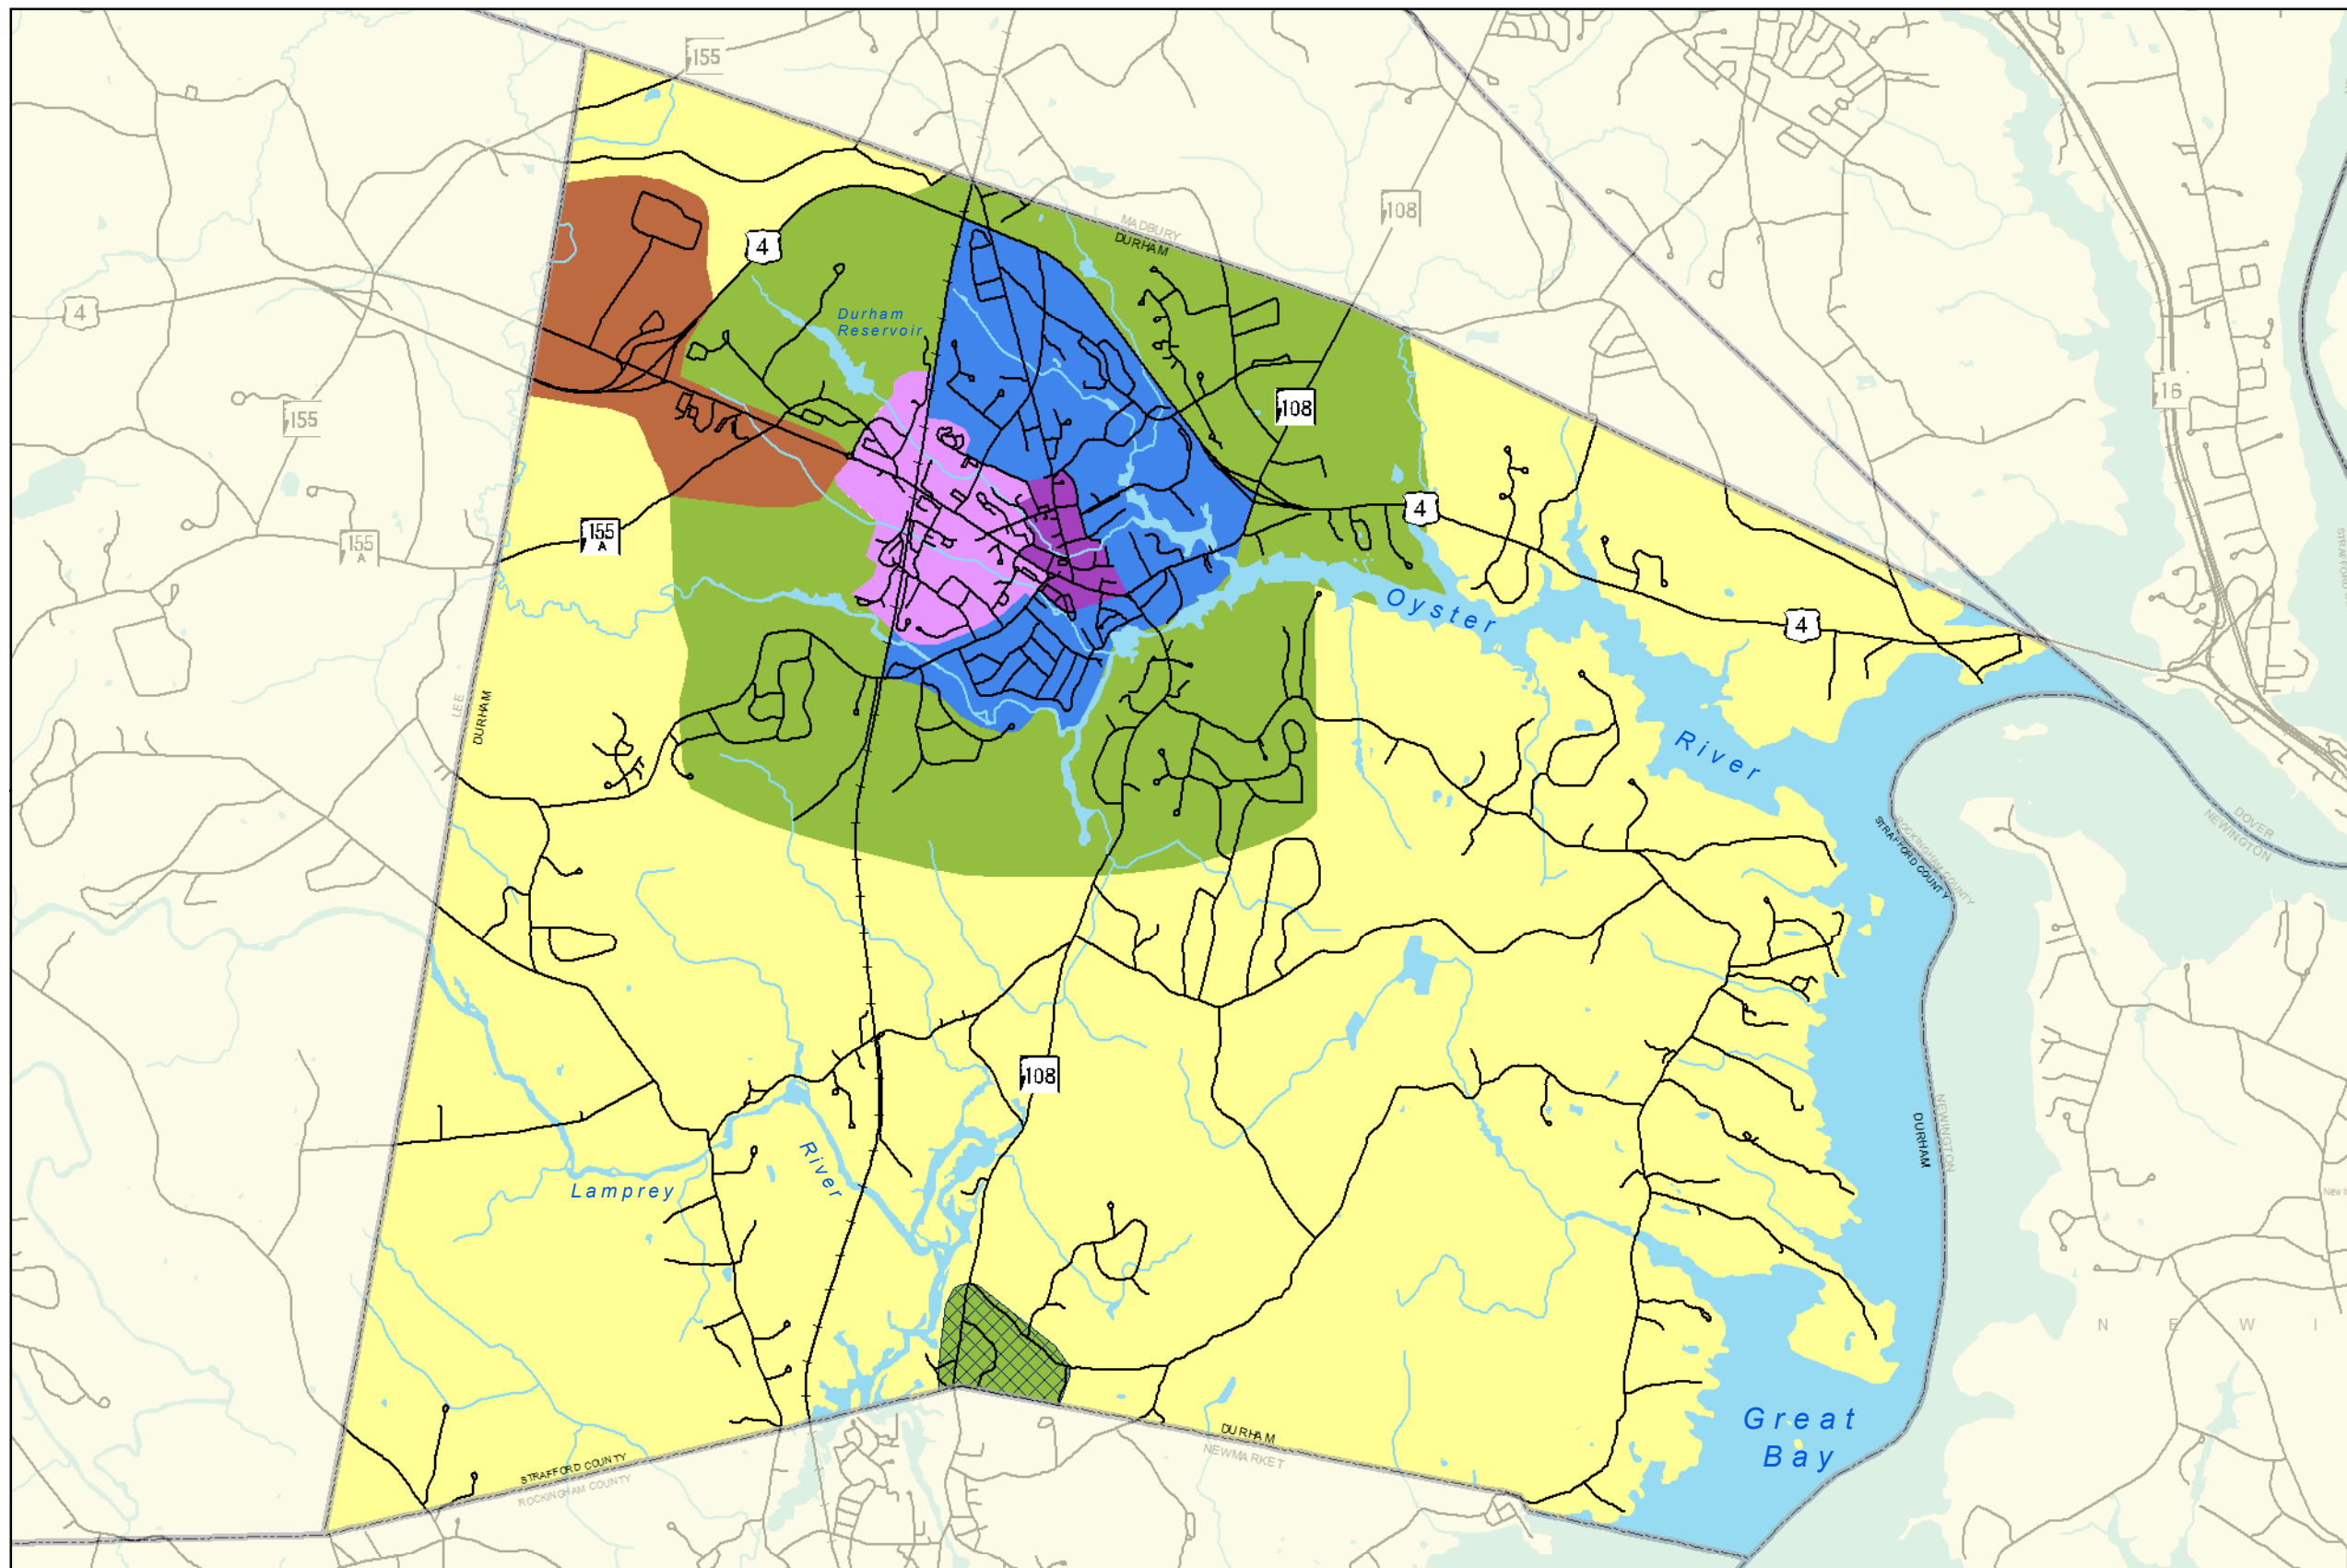 155
MADBURY
DURHAM
108
4
4
Durham
Reservoir
155
108
16
155
A
155
A
4
Oyster
4
LEE
DURHAM
River
ROCKINGHAM COUNTY
STRAFFORD COUNTY
DOVER
NEWINGTON
108
River
Lamprey
NEWINGTON
DURHAM
N E W I
Great
Bay
DURHAM
NEWMARKET
STRAFFORD COUNTY
ROCKINGHAM COUNTY